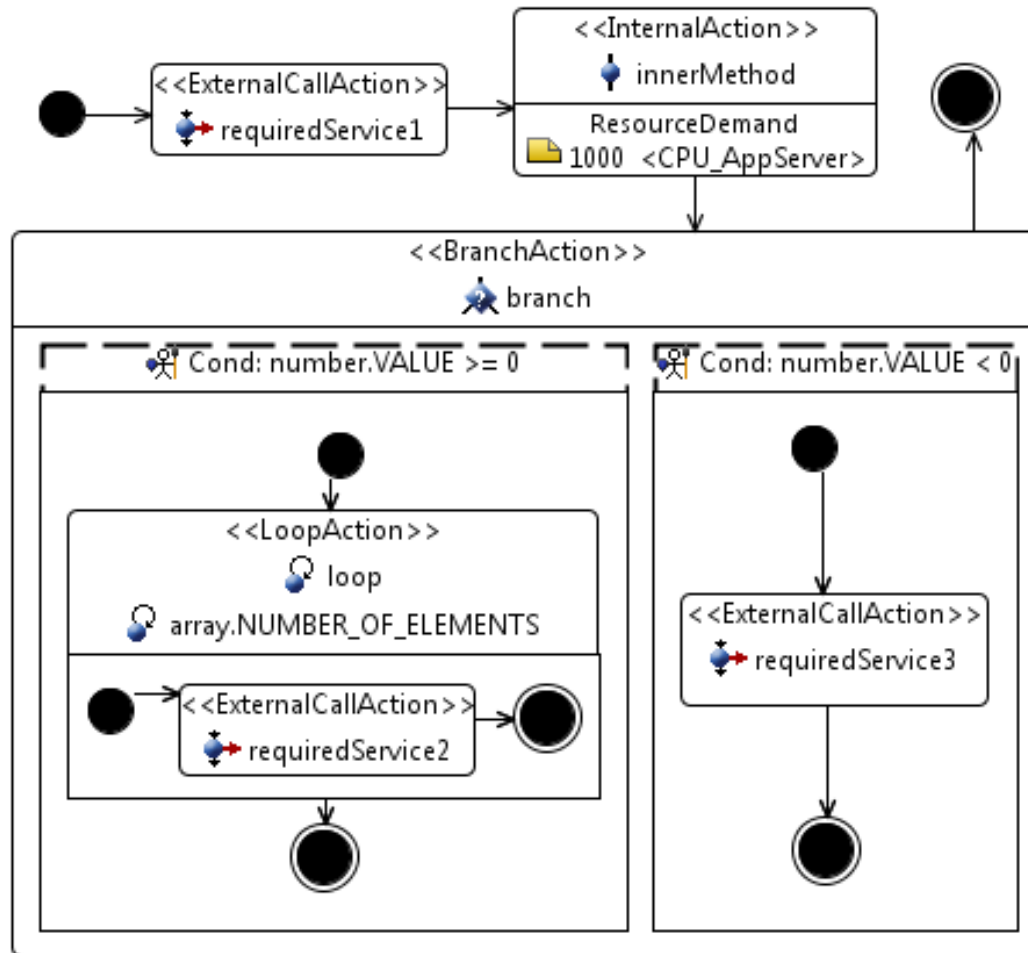 <<ExternalCallAction>>
requiredService1
<<InternalAction>>
innerMethod
ResourceDemand
1000 <CPU_AppServer>
<<BranchAction>>
?
branch
Cond: number.VALUE >= 0
<<LoopAction>>
loop
array.NUMBER_OF_ELEMENTS
<<ExternalCallAction>>
requiredService2
Cond: number.VALUE < 0
<<ExternalCallAction>>
requiredService3